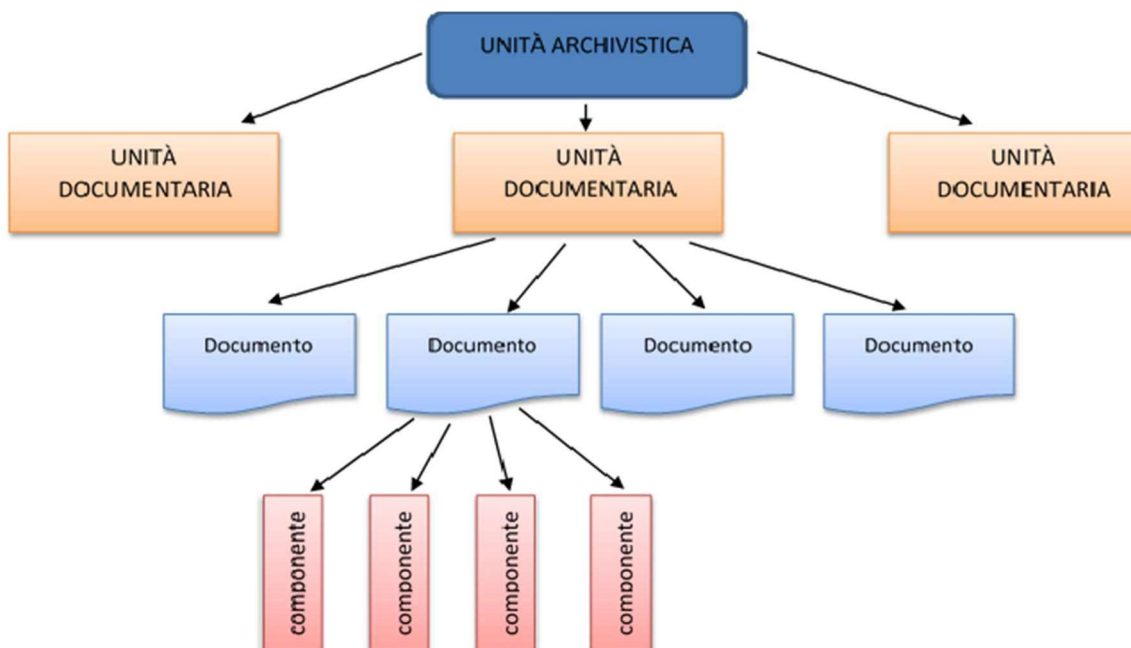 UNITÀ ARCHIVISTICA
UNITÀ
DOCUMENTARIA
UNITÀ
DOCUMENTARIA
UNITÀ
DOCUMENTARIA
Documento
Documento
Documento
Documento
componente
componente
componente
componente